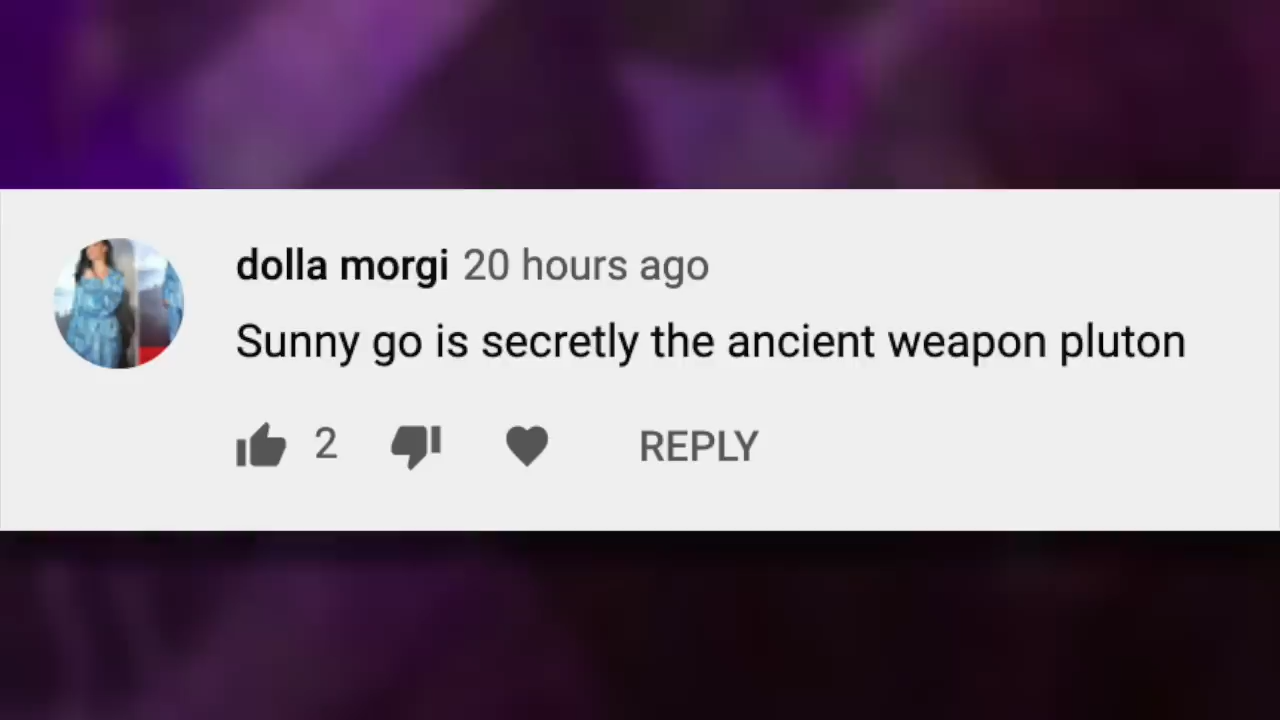 dolla morgi 20 hours ago
Sunny go is secretly the ancient weapon pluton
2 REPLY